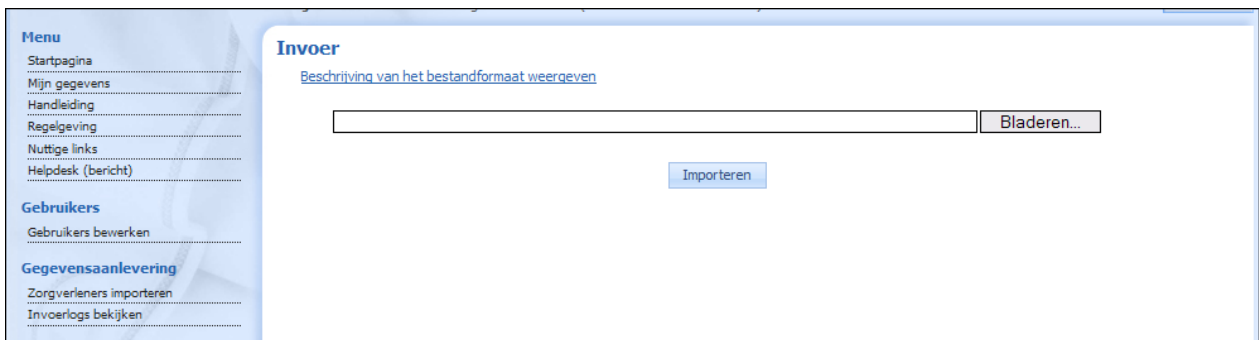 Menu
Startpagina
Mijn gegevens
Handleiding
Regelgeving
Nuttige links
Helpdesk (bericht)
Gebruikers
Gebruikers bewerken
Gegevensaanlevering
Zorgverleners importeren
Invoerlogs bekijken
Invoer
Beschrijving van het bestandformaat weergeven
Bladeren...
Importeren